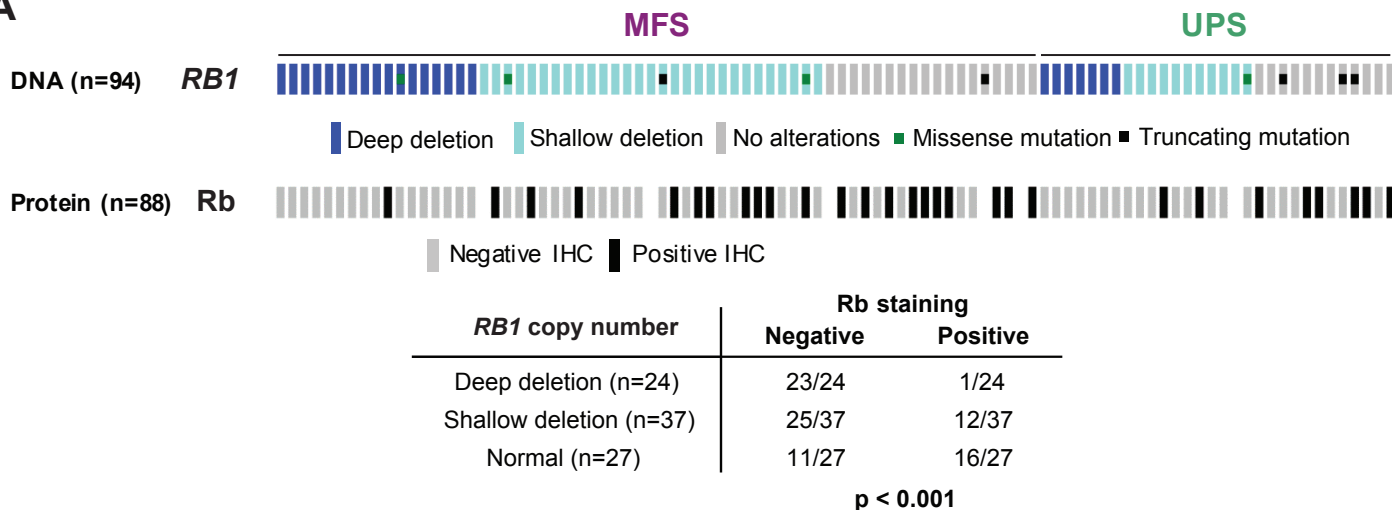 A
MFS UPS
DNA (n=94) RB1
Deep deletion Shallow deletion No alterations Missense mutation Truncating mutation
Protein (n=88) Rb
Negative IHC Positive IHC
Rb staining
RB1 copy number Negative Positive
Deep deletion (n=24) 23/24 1/24
Shallow deletion (n=37) 25/37 12/37
Normal (n=27) 11/27 16/27
p < 0.001